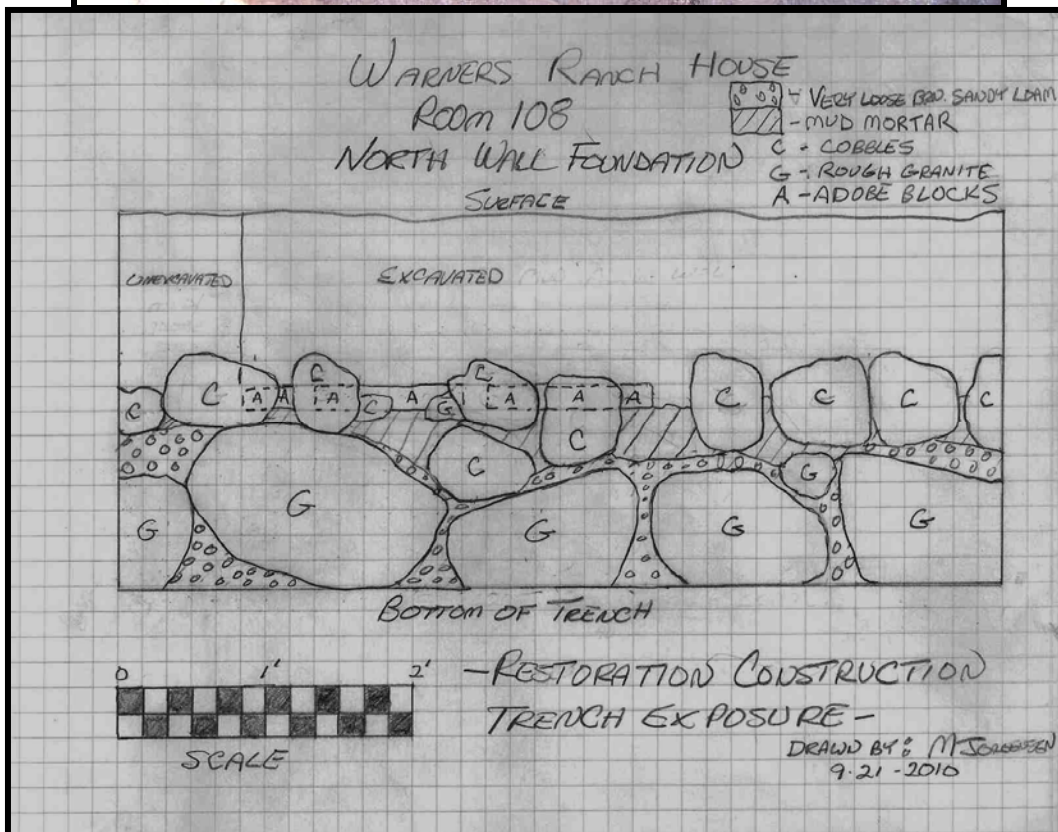 WARNERS RANCH HOUSE
ROOM 108
NORTH WALL FOUNDATION
VERY LOOSE BRN. SANDY LOAM
- MUD MORTAR
C - COBBLES
G - ROUGH GRANITE
A - ADOBE BLOCKS
SURFACE
UNEXCAVATED
EXCAVATED
C C C
C A A A C A G A A A C C C C
C C
G
G G G G G
BOTTOM OF TRENCH
0 1' 2'
SCALE
- RESTORATION CONSTRUCTION
TRENCH EXPOSURE -
DRAWN BY: M JORGENSEN
9-21-2010